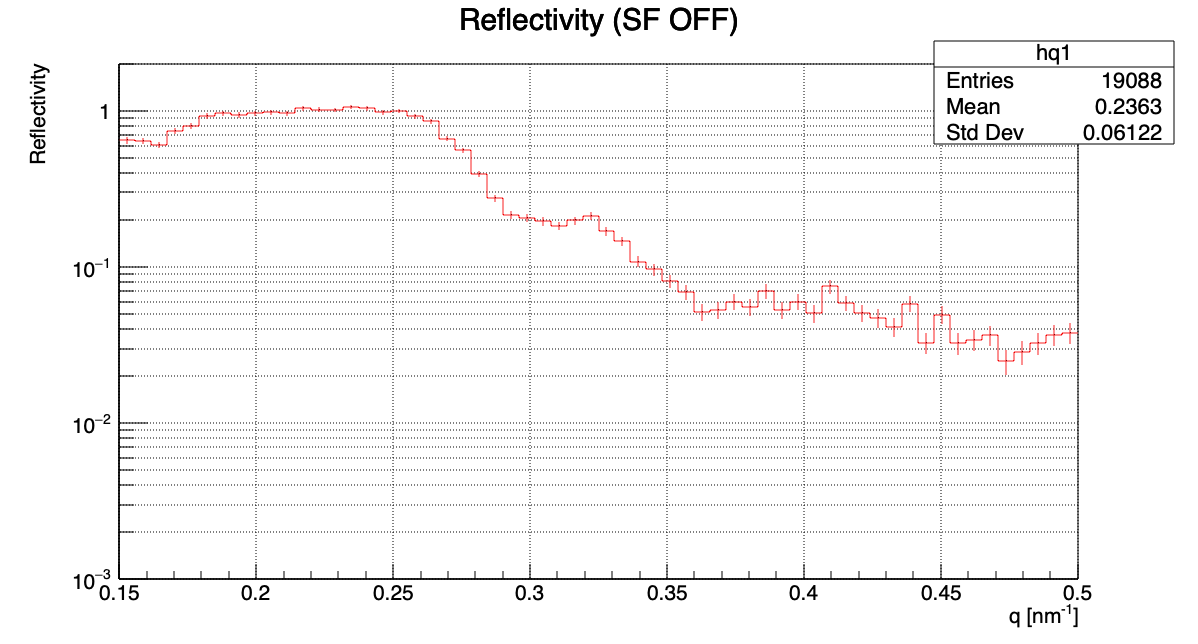 Reflectivity (SF OFF)
hq1
Entries 19088
Mean 0.2363
Std Dev 0.06122
Reflectivity
1
10⁻¹
10⁻²
10⁻³
0.15 0.2 0.25 0.3 0.35 0.4 0.45 0.5
q [nm⁻¹]